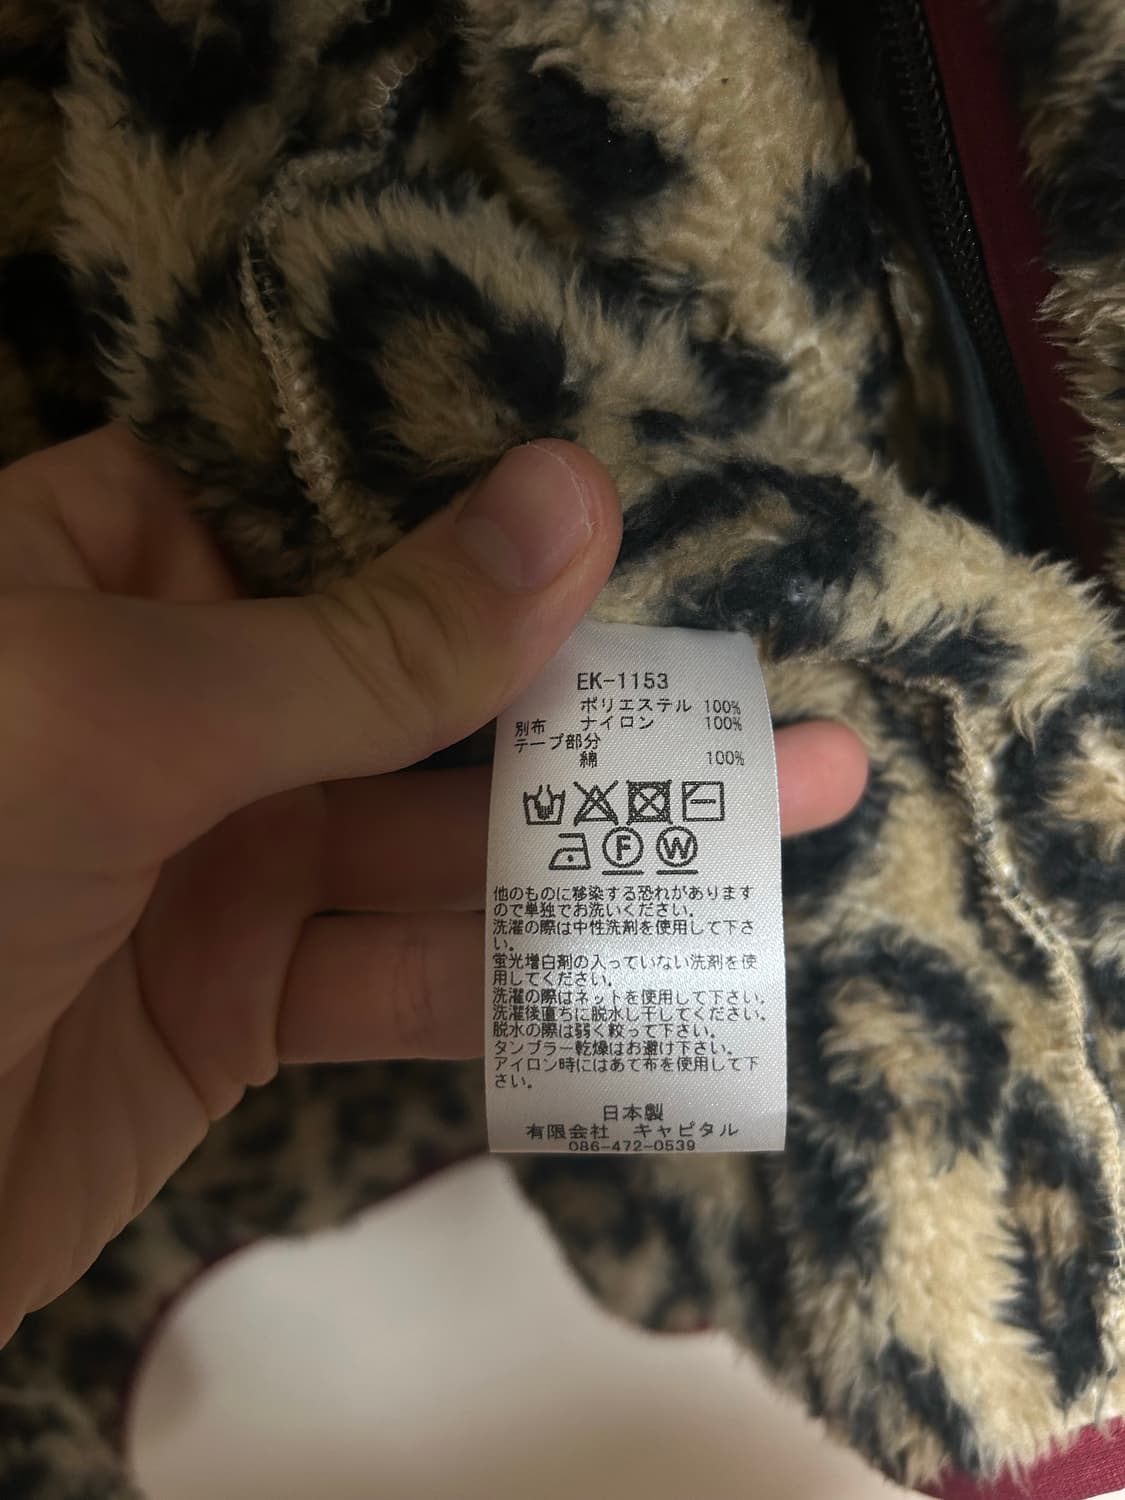 EK-1153
ポリエステル 100%
別布 ナイロン 100%
テープ部分
綿 100%
F W
他のものに移染する恐れがあります
ので単独でお洗いください。
洗濯の際は中性洗剤を使用して下さ
い。
蛍光増白剤の入っていない洗剤を使
用してください。
洗濯の際はネットを使用して下さい。
洗濯後直ちに脱水し干してください。
脱水の際は弱く絞って下さい。
タンブラー乾燥はお避け下さい。
アイロン時にはあて布を使用して下
さい。
日本製
有限会社 キャピタル
086-472-0539